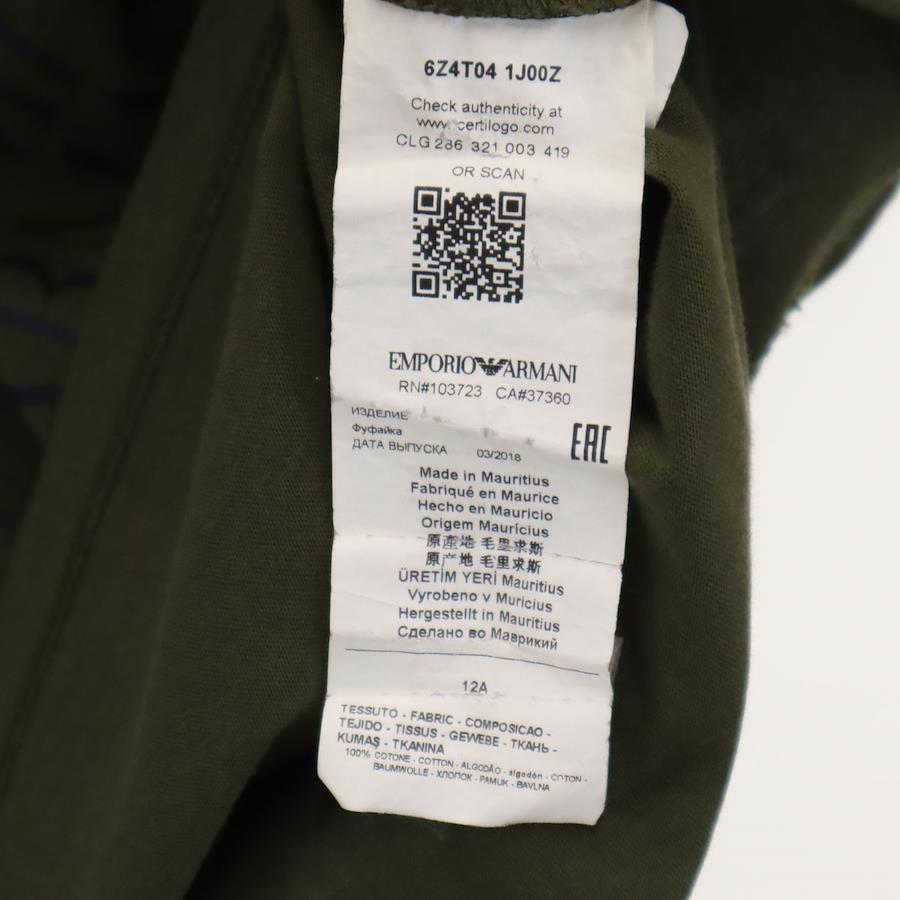 6Z4T04 1J00Z
Check authenticity at
www.certilogo.com
CLG 286 321 003 419
OR SCAN
EMPORIO ARMANI
RN#103723 CA#37360
ИЗДЕЛИЕ
Фуфайка
ДАТА ВЫПУСКА 03/2018
EAC
Made in Mauritius
Fabriqué en Maurice
Hecho en Mauricio
Origem Maurícius
原產地 毛里求斯
原产地 毛里求斯
ÜRETİM YERİ Mauritius
Vyrobeno v Muricius
Hergestellt in Mauritius
Сделано во Маврикий
12A
TESSUTO - FABRIC - COMPOSICAO -
TEJIDO - TISSUS - GEWEBE - ТКАНЬ -
KUMAŞ - TKANINA
100% COTONE - COTTON - ALGODÃO - algodón - COTON -
BAUMWOLLE - ХЛОПОК - PAMUK - BAVLNA